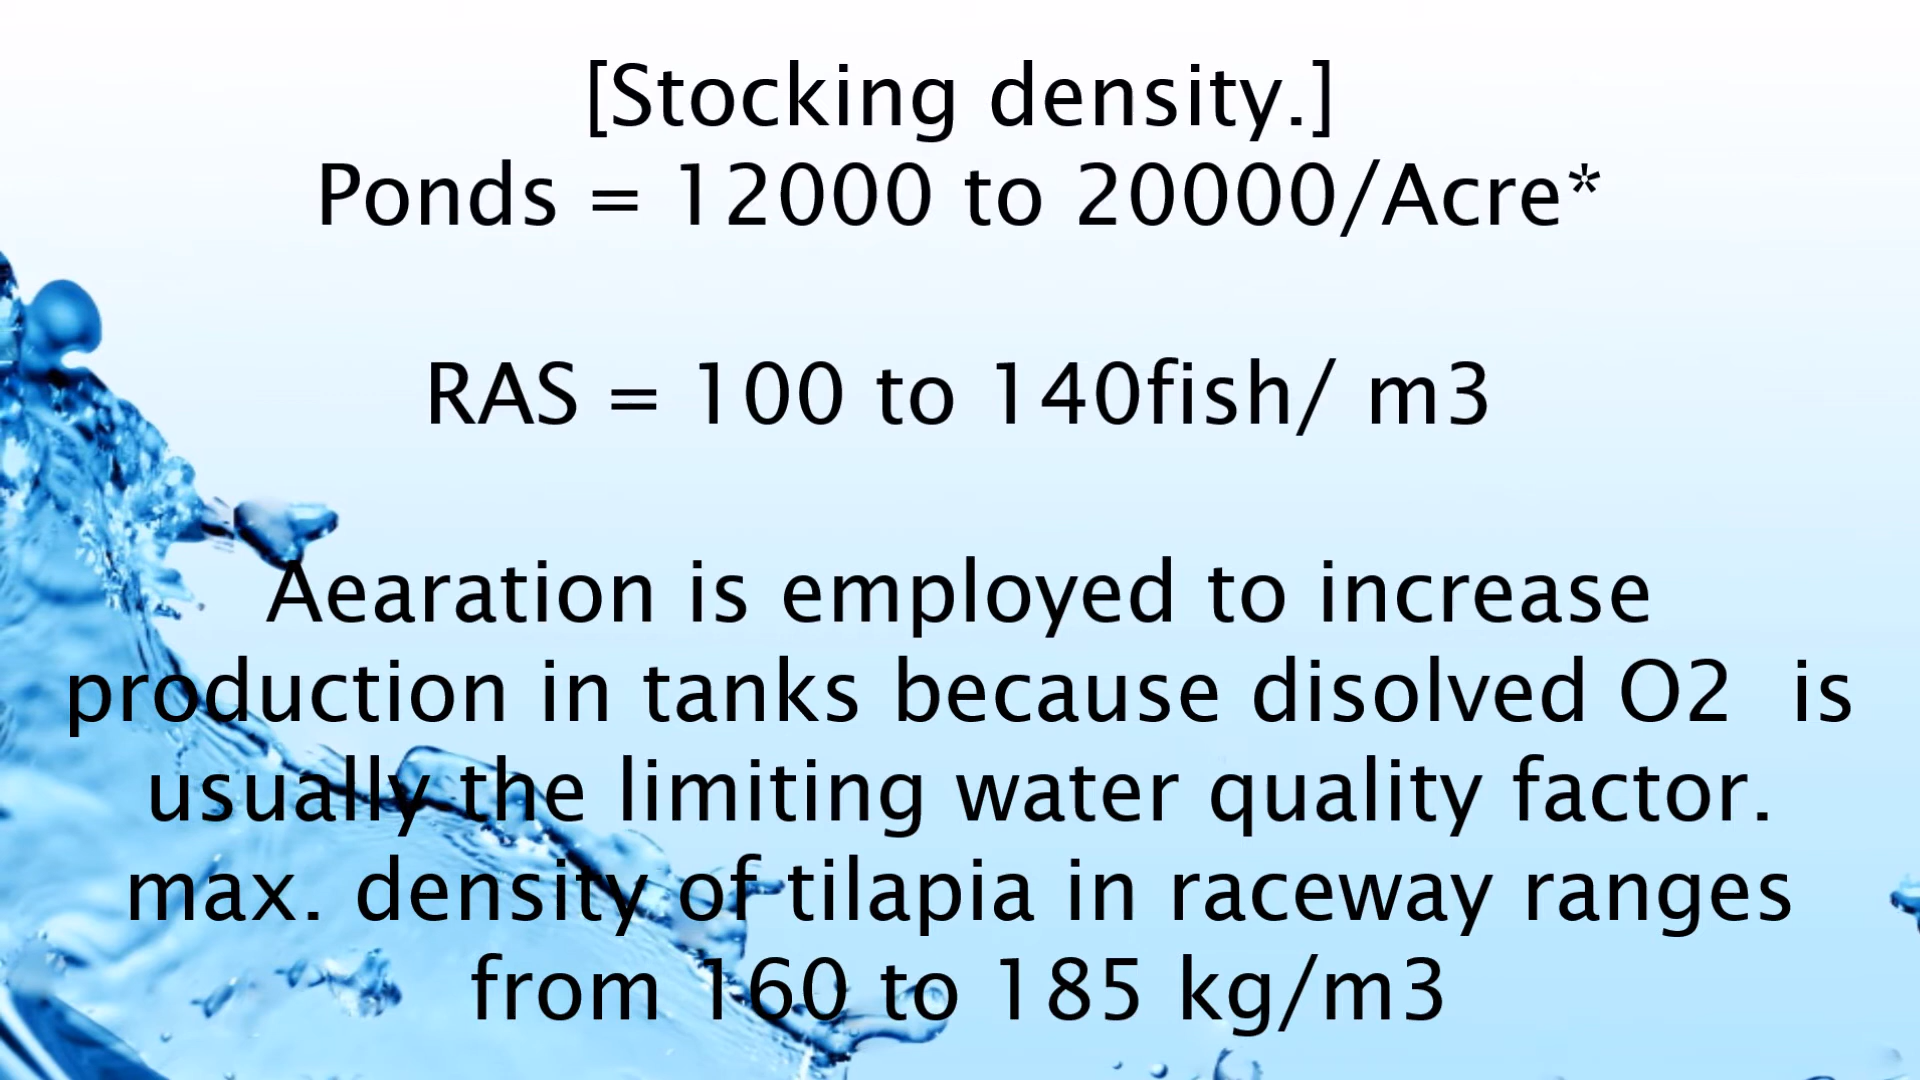 [Stocking density.]
Ponds = 12000 to 20000/Acre*
RAS = 100 to 140fish/ m3
Aearation is employed to increase
production in tanks because disolved O2  is
usually the limiting water quality factor.
max. density of tilapia in raceway ranges
from 160 to 185 kg/m3